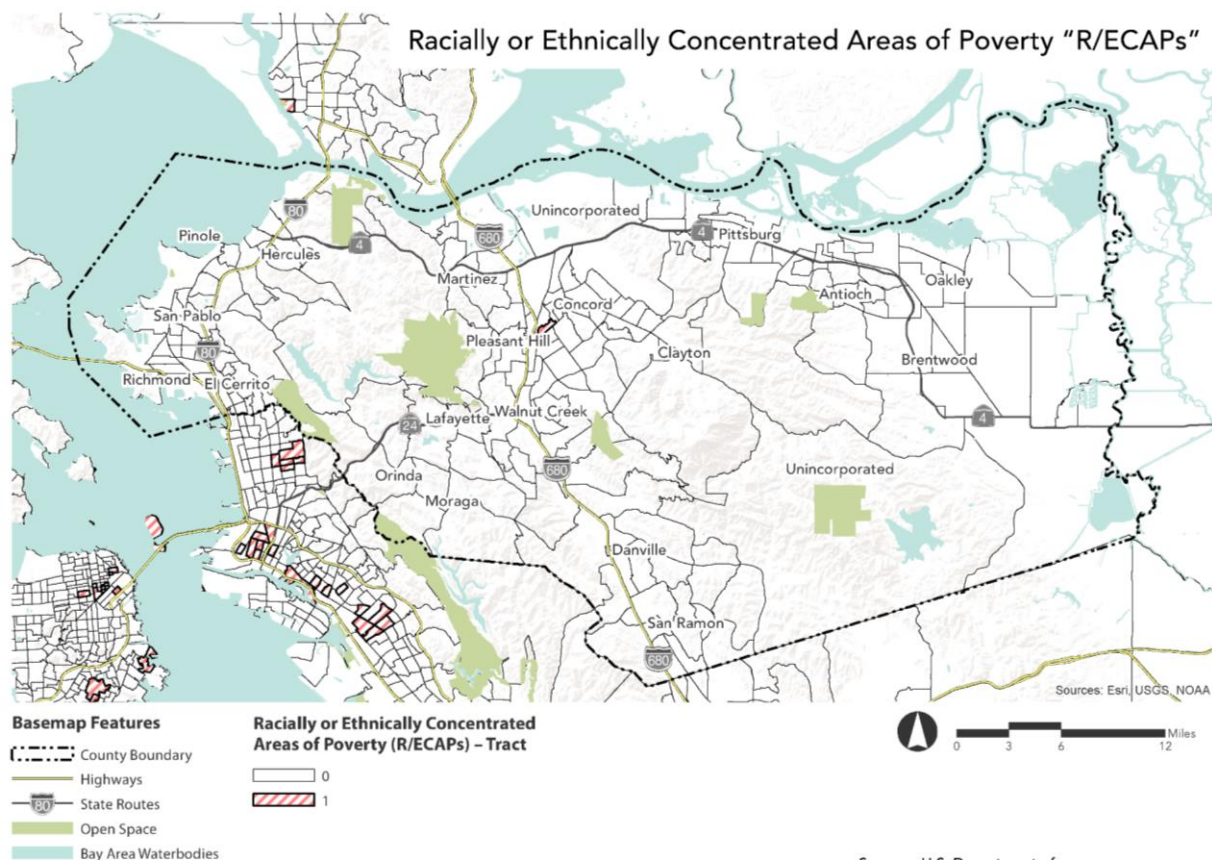 Racially or Ethnically Concentrated Areas of Poverty “R/ECAPs”
80
Unincorporated
4
Pinole
4
680
Pittsburg
Hercules
Martinez
Oakley
Antioch
San Pablo
Concord
80
Pleasant Hill
Clayton
Brentwood
Richmond
El Cerrito
Walnut Creek
4
24
Lafayette
Orinda
680
Unincorporated
Moraga
Danville
San Ramon
680
Sources: Esri, USGS, NOAA
Basemap Features
County Boundary
Highways
80
State Routes
Open Space
Bay Area Waterbodies
Racially or Ethnically Concentrated
Areas of Poverty (R/ECAPs) – Tract
0
1
0 3 6 12 Miles